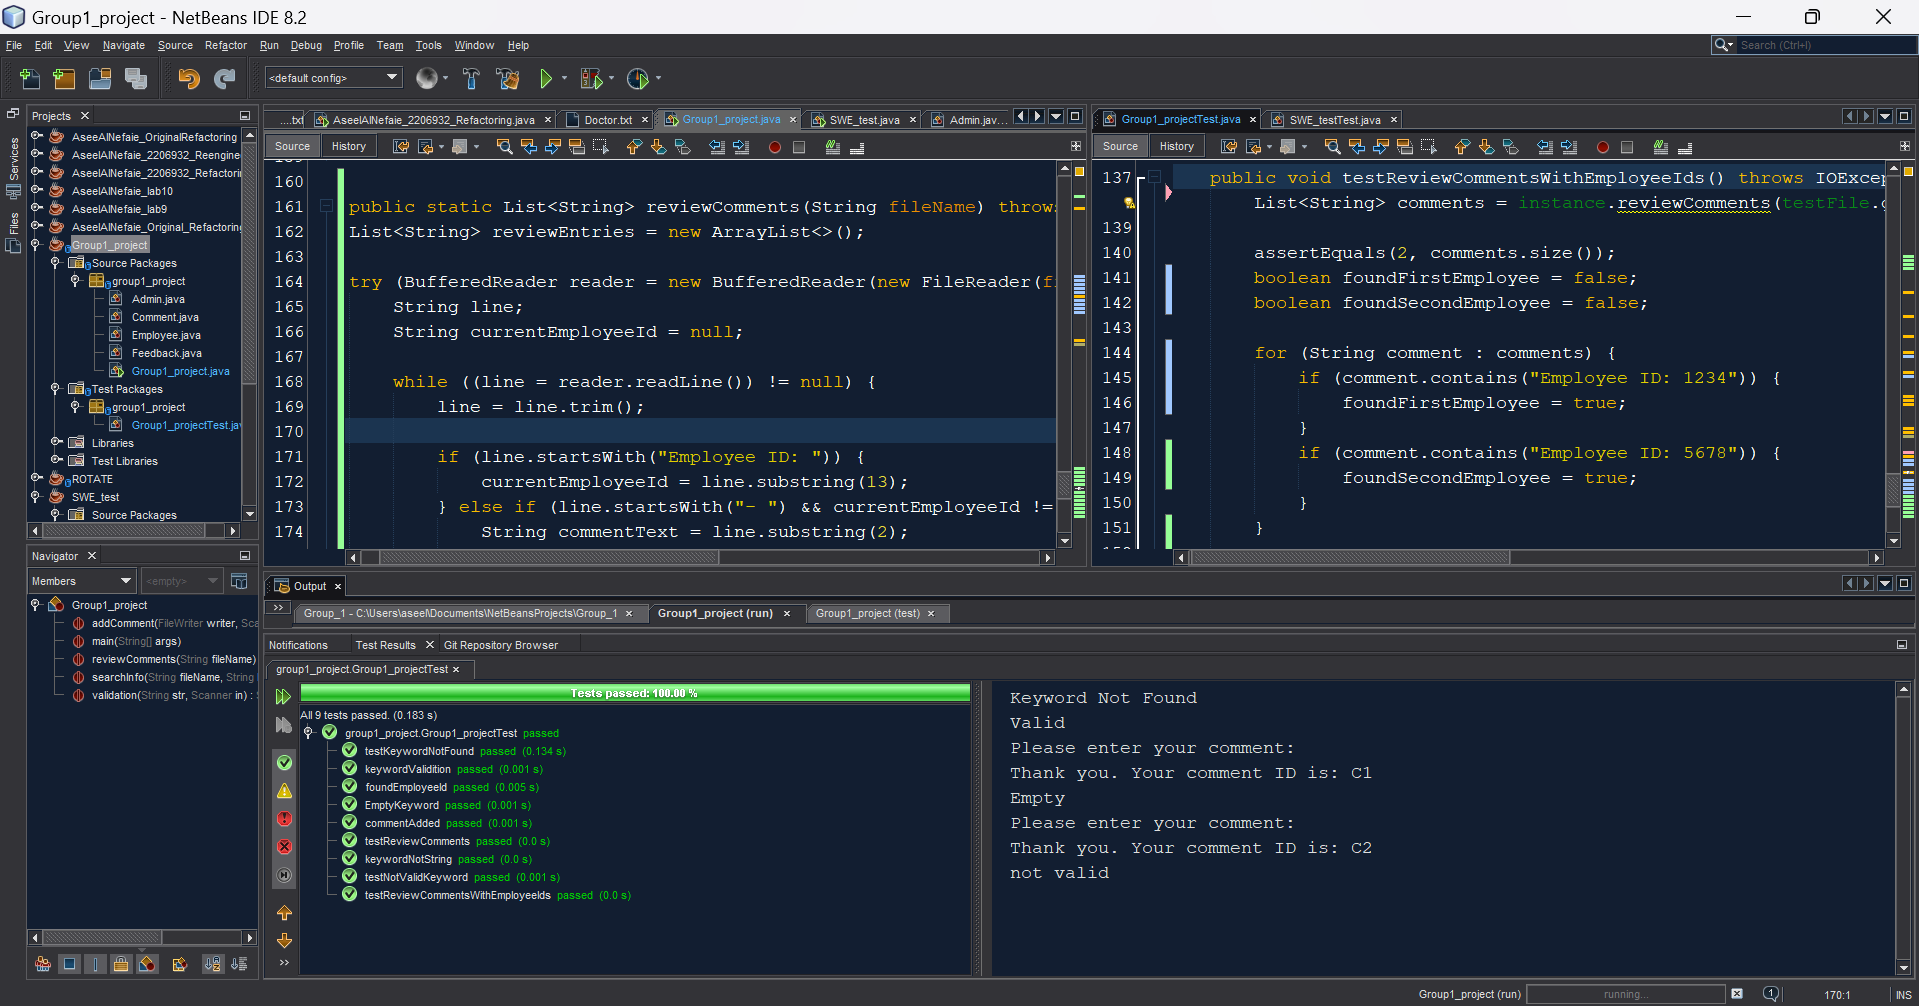 Group1_project - NetBeans IDE 8.2
File Edit View Navigate Source Refactor Run Debug Profile Team Tools Window Help
Search (Ctrl+I)
<default config>
Projects
Services
Files
AseelAlNefaie_OriginalRefactoring
AseelAlNefaie_2206932_Reengine
AseelAlNefaie_2206932_Refactori
AseelAlNefaie_lab10
AseelAlNefaie_lab9
AseelAlNefaie_Original_Refactorin
Group1_project
Source Packages
group1_project
Admin.java
Comment.java
Employee.java
Feedback.java
Group1_project.java
Test Packages
group1_project
Group1_projectTest.jav
Libraries
Test Libraries
ROTATE
SWE_test
Source Packages
Navigator
Members
<empty>
Group1_project
addComment(FileWriter writer, Sca
main(String[] args)
reviewComments(String fileName)
searchInfo(String fileName, String
validation(String str, Scanner in) : S
....txt AseelAlNefaie_2206932_Refactoring.java Doctor.txt Group1_project.java SWE_test.java Admin.jav...
Source History
160
161 public static List<String> reviewComments(String fileName) throw
162 List<String> reviewEntries = new ArrayList<>();
163
164 try (BufferedReader reader = new BufferedReader(new FileReader(f
165 String line;
166 String currentEmployeeId = null;
167
168 while ((line = reader.readLine()) != null) {
169 line = line.trim();
170
171 if (line.startsWith("Employee ID: ")) {
172 currentEmployeeId = line.substring(13);
173 } else if (line.startsWith("- ") && currentEmployeeId !=
174 String commentText = line.substring(2);
Group1_projectTest.java SWE_testTest.java
Source History
137 public void testReviewCommentsWithEmployeeIds() throws IOExcep
List<String> comments = instance.reviewComments(testFile.g
139
140 assertEquals(2, comments.size());
141 boolean foundFirstEmployee = false;
142 boolean foundSecondEmployee = false;
143
144 for (String comment : comments) {
145 if (comment.contains("Employee ID: 1234")) {
146 foundFirstEmployee = true;
147 }
148 if (comment.contains("Employee ID: 5678")) {
149 foundSecondEmployee = true;
150 }
151 }
Output
Group_1 - C:\Users\aseel\Documents\NetBeansProjects\Group_1 Group1_project (run) Group1_project (test)
Notifications Test Results Git Repository Browser
group1_project.Group1_projectTest
Tests passed: 100.00 %
All 9 tests passed. (0.183 s)
group1_project.Group1_projectTest passed
testKeywordNotFound passed (0.134 s)
keywordValidition passed (0.001 s)
foundEmployeeId passed (0.005 s)
EmptyKeyword passed (0.001 s)
commentAdded passed (0.001 s)
testReviewComments passed (0.0 s)
keywordNotString passed (0.0 s)
testNotValidKeyword passed (0.001 s)
testReviewCommentsWithEmployeeIds passed (0.0 s)
Keyword Not Found
Valid
Please enter your comment:
Thank you. Your comment ID is: C1
Empty
Please enter your comment:
Thank you. Your comment ID is: C2
not valid
Group1_project (run) running... 1 170:1 INS